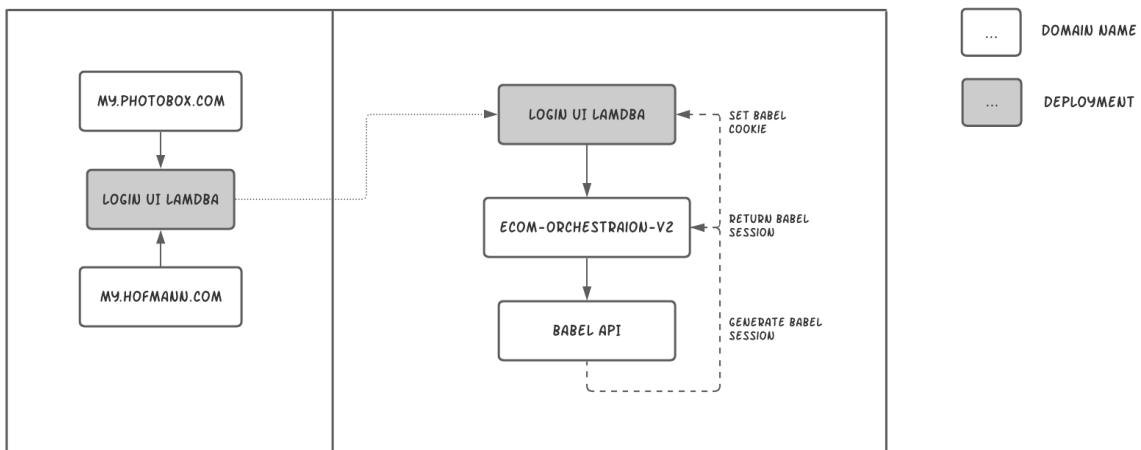 MY.PHOTOBOX.COM
LOGIN UI LAMDBA
MY.HOFMANN.COM
LOGIN UI LAMDBA
ECOM-ORCHESTRAION-V2
BABEL API
SET BABEL
COOKIE
RETURN BABEL
SESSION
GENERATE BABEL
SESSION
...
DOMAIN NAME
...
DEPLOYMENT